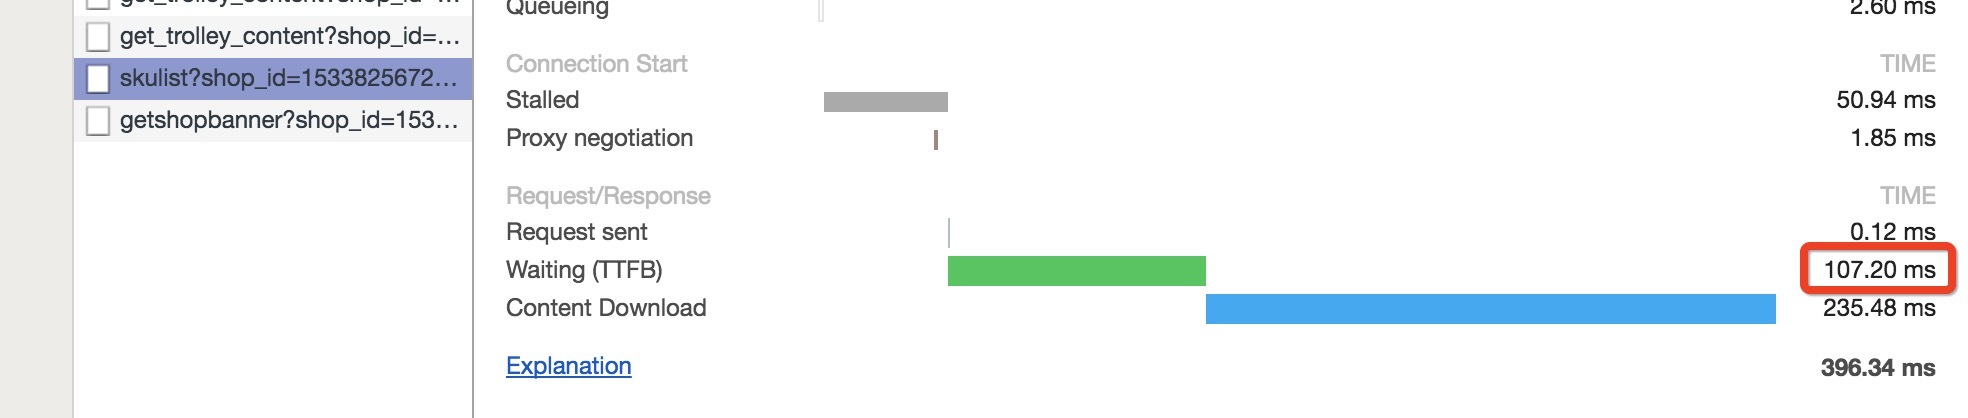 get_trolley_content?shop_id=...
get_trolley_content?shop_id=...
skulist?shop_id=1533825672...
getshopbanner?shop_id=153...
Queueing 2.60 ms
Connection Start TIME
Stalled 50.94 ms
Proxy negotiation 1.85 ms
Request/Response TIME
Request sent 0.12 ms
Waiting (TTFB) 107.20 ms
Content Download 235.48 ms
Explanation 396.34 ms